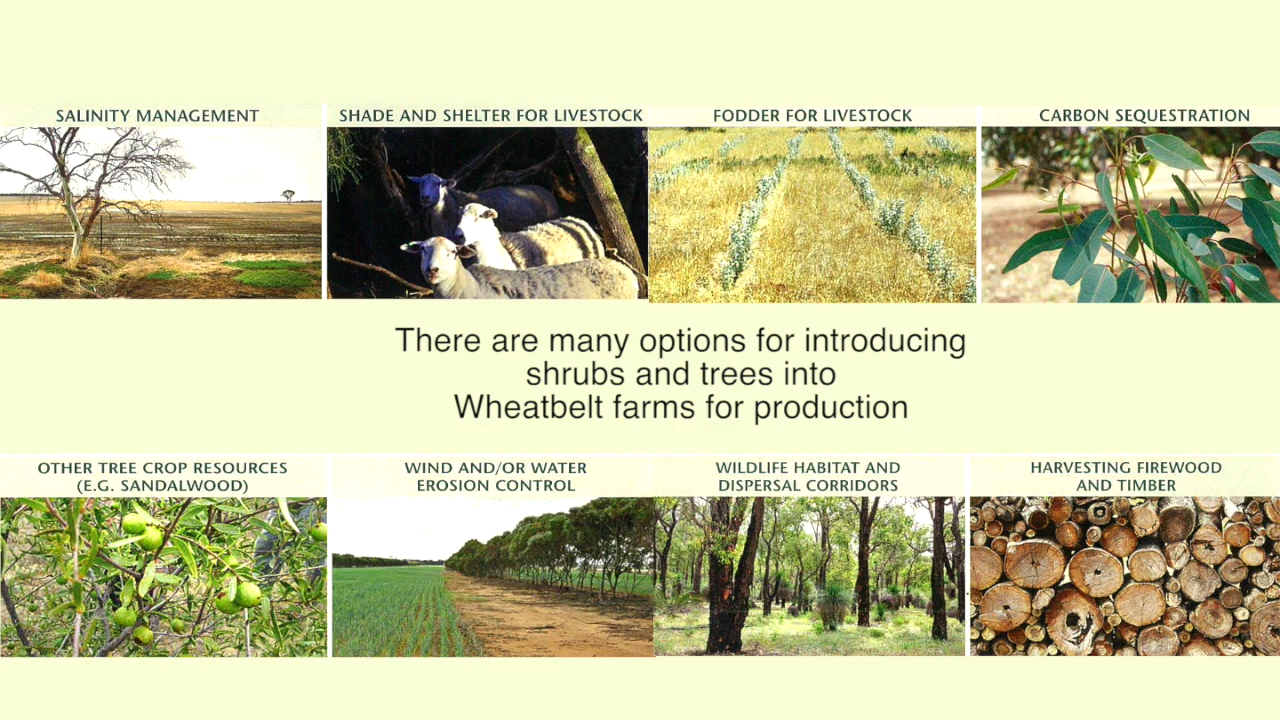 SALINITY MANAGEMENT
SHADE AND SHELTER FOR LIVESTOCK
FODDER FOR LIVESTOCK
CARBON SEQUESTRATION
There are many options for introducing
shrubs and trees into
Wheatbelt farms for production
OTHER TREE CROP RESOURCES
(E.G. SANDALWOOD)
WIND AND/OR WATER
EROSION CONTROL
WILDLIFE HABITAT AND
DISPERSAL CORRIDORS
HARVESTING FIREWOOD
AND TIMBER